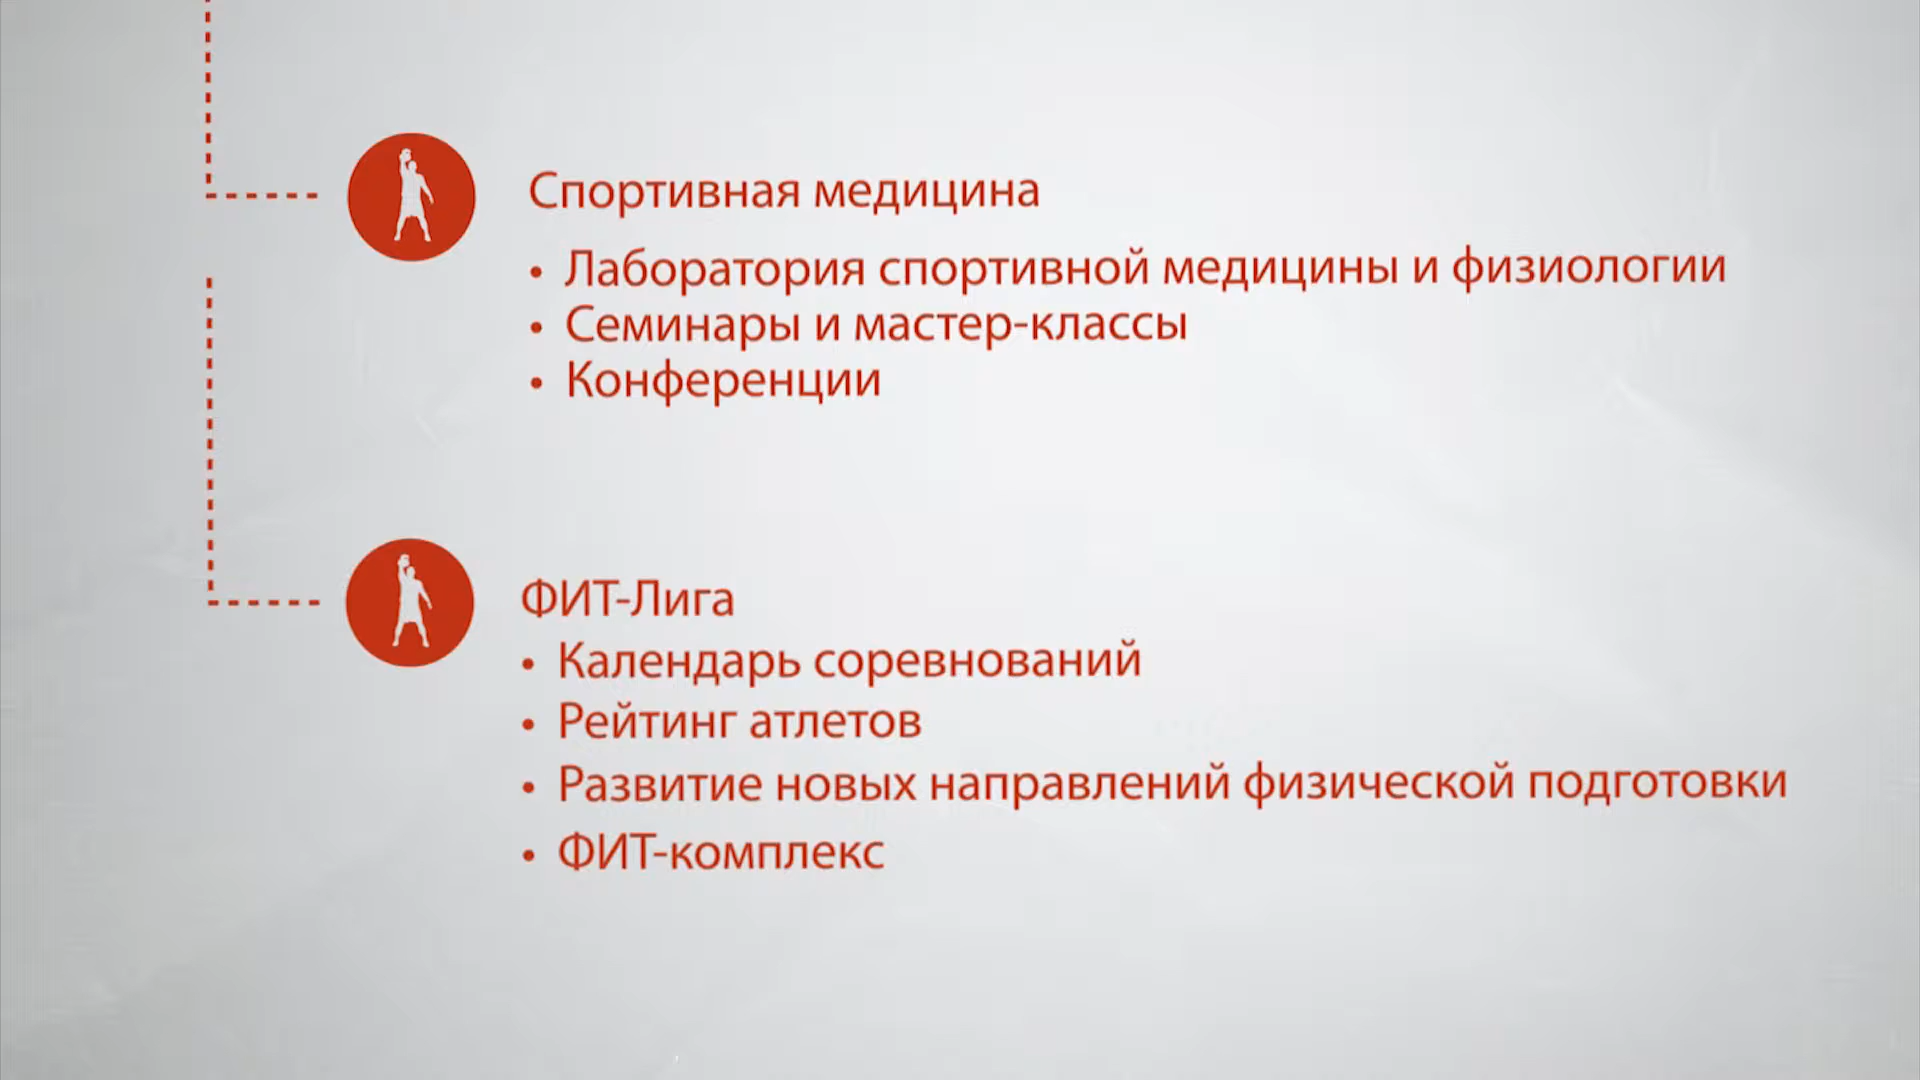 Спортивная медицина
• Лаборатория спортивной медицины и физиологии
• Семинары и мастер-классы
• Конференции
ФИТ-Лига
• Календарь соревнований
• Рейтинг атлетов
• Развитие новых направлений физической подготовки
• ФИТ-комплекс